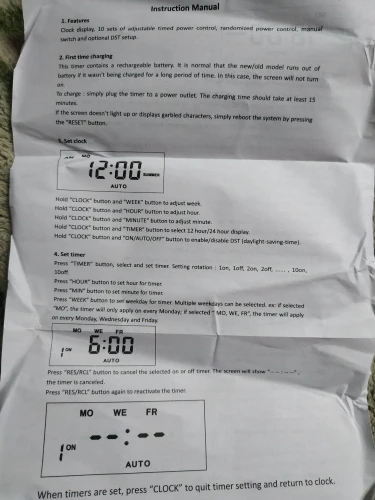 Instruction Manual
1. Features
Clock display, 10 sets of adjustable timed power control, randomized power control, manual
switch and optional DST setup.
2. First time charging
This timer contains a rechargeable battery. It is normal that the new/old model runs out of
battery if it wasn't being charged for a long period of time. In this case, the screen will not turn
on
To charge : simply plug the timer to a power outlet. The charging time should take at least 15
minutes.
If the screen doesn't light up or displays garbled characters, simply reboot the system by pressing
the "RESET" button.
3. Set clock
AM MO
12:00 SUMMER
AUTO
Hold "CLOCK" button and "WEEK" button to adjust week.
Hold "CLOCK" button and "HOUR" button to adjust hour.
Hold "CLOCK" button and "MINUTE" button to adjust minute.
Hold "CLOCK" button and "TIMER" button to select 12 hour/24 hour display.
Hold "CLOCK" button and "ON/AUTO/OFF" button to enable/disable DST (daylight-saving-time).
4. Set timer
Press "TIMER" button, select and set timer. Setting rotation : 1on, 1off, 2on, 2off, ...... , 10on,
10off.
Press "HOUR" button to set hour for timer.
Press "MIN" button to set minute for timer.
Press "WEEK" button to set weekday for timer. Multiple weekdays can be selected. ex: if selected
"MO", the timer will only apply on every Monday; if selected " MO, WE, FR", the timer will apply
on every Monday, Wednesday and Friday.
MO WE FR
1 ON 6:00
AUTO
Press "RES/RCL" button to cancel the selected on or off timer. The screen will show "- - : - -" ,
the timer is canceled.
Press "RES/RCL" button again to reactivate the timer.
MO WE FR
1 ON --:--
AUTO
When timers are set, press "CLOCK" to quit timer setting and return to clock.